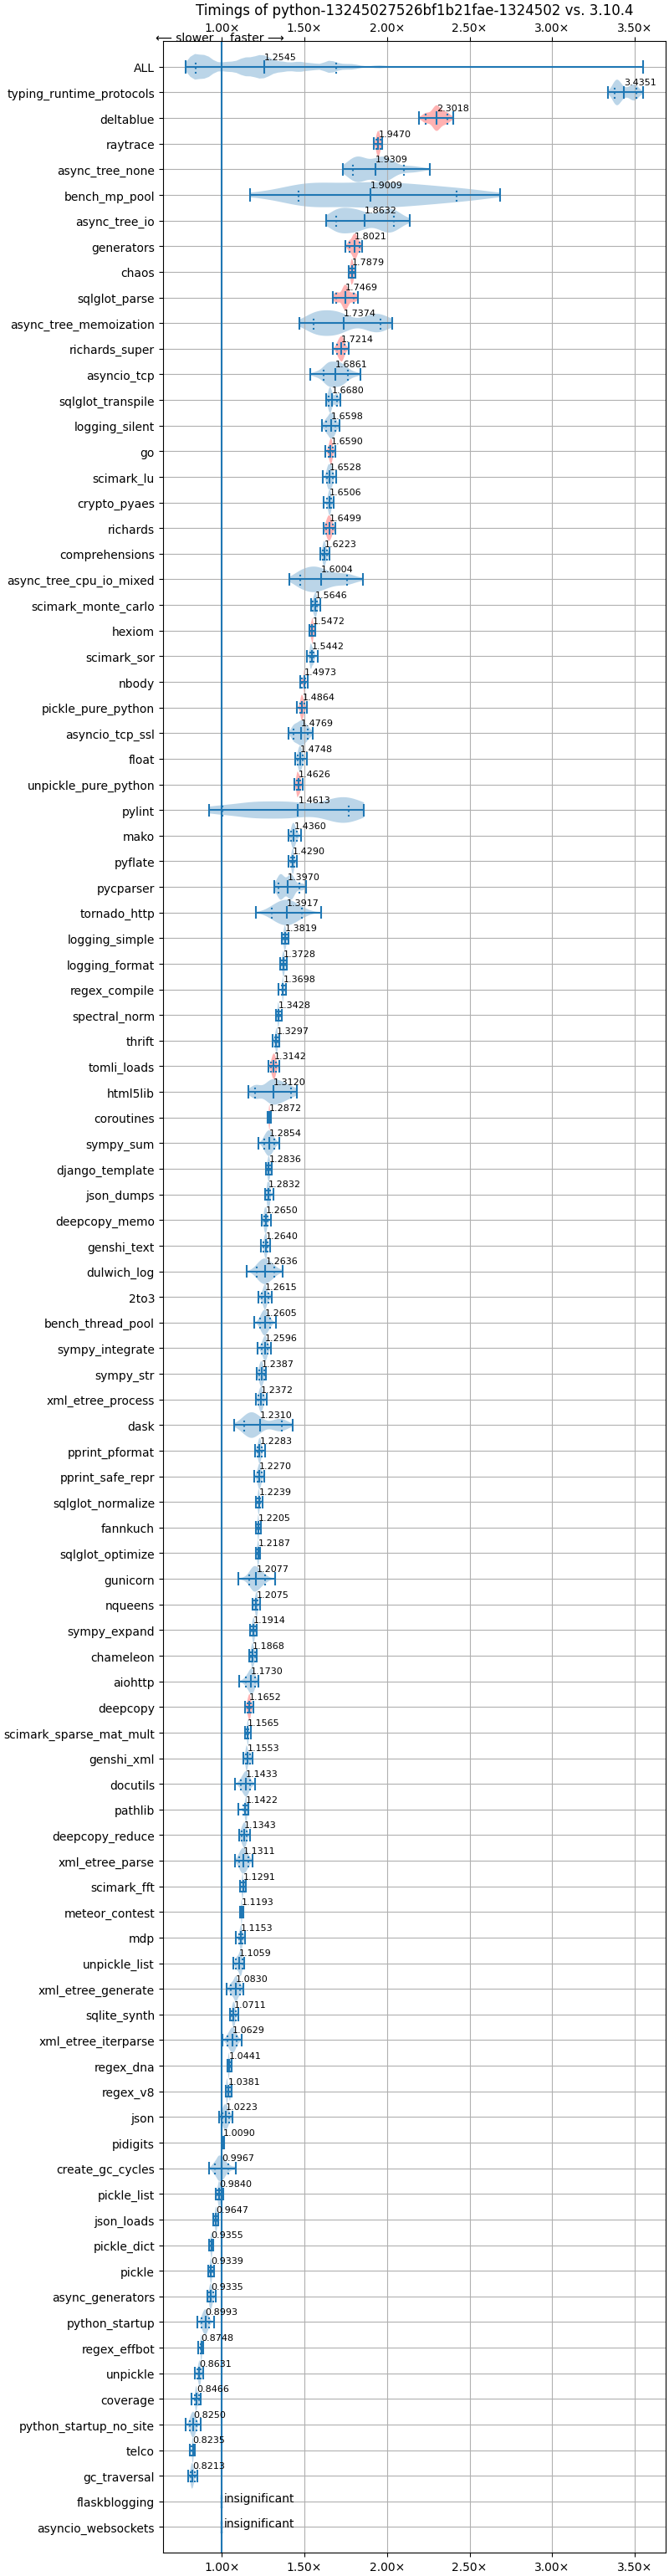 Timings of python-13245027526bf1b21fae-1324502 vs. 3.10.4
1.00× 1.50× 2.00× 2.50× 3.00× 3.50×
⟵ slower faster ⟶
ALL 1.2545
typing_runtime_protocols 3.4351
deltablue 2.3018
raytrace 1.9470
async_tree_none 1.9309
bench_mp_pool 1.9009
async_tree_io 1.8632
generators 1.8021
chaos 1.7879
sqlglot_parse 1.7469
async_tree_memoization 1.7374
richards_super 1.7214
asyncio_tcp 1.6861
sqlglot_transpile 1.6680
logging_silent 1.6598
go 1.6590
scimark_lu 1.6528
crypto_pyaes 1.6506
richards 1.6499
comprehensions 1.6223
async_tree_cpu_io_mixed 1.6004
scimark_monte_carlo 1.5646
hexiom 1.5472
scimark_sor 1.5442
nbody 1.4973
pickle_pure_python 1.4864
asyncio_tcp_ssl 1.4769
float 1.4748
unpickle_pure_python 1.4626
pylint 1.4613
mako 1.4360
pyflate 1.4290
pycparser 1.3970
tornado_http 1.3917
logging_simple 1.3819
logging_format 1.3728
regex_compile 1.3698
spectral_norm 1.3428
thrift 1.3297
tomli_loads 1.3142
html5lib 1.3120
coroutines 1.2872
sympy_sum 1.2854
django_template 1.2836
json_dumps 1.2832
deepcopy_memo 1.2650
genshi_text 1.2640
dulwich_log 1.2636
2to3 1.2615
bench_thread_pool 1.2605
sympy_integrate 1.2596
sympy_str 1.2387
xml_etree_process 1.2372
dask 1.2310
pprint_pformat 1.2283
pprint_safe_repr 1.2270
sqlglot_normalize 1.2239
fannkuch 1.2205
sqlglot_optimize 1.2187
gunicorn 1.2077
nqueens 1.2075
sympy_expand 1.1914
chameleon 1.1868
aiohttp 1.1730
deepcopy 1.1652
scimark_sparse_mat_mult 1.1565
genshi_xml 1.1553
docutils 1.1433
pathlib 1.1422
deepcopy_reduce 1.1343
xml_etree_parse 1.1311
scimark_fft 1.1291
meteor_contest 1.1193
mdp 1.1153
unpickle_list 1.1059
xml_etree_generate 1.0830
sqlite_synth 1.0711
xml_etree_iterparse 1.0629
regex_dna 1.0441
regex_v8 1.0381
json 1.0223
pidigits 1.0090
create_gc_cycles 0.9967
pickle_list 0.9840
json_loads 0.9647
pickle_dict 0.9355
pickle 0.9339
async_generators 0.9335
python_startup 0.8993
regex_effbot 0.8748
unpickle 0.8631
coverage 0.8466
python_startup_no_site 0.8250
telco 0.8235
gc_traversal 0.8213
flaskblogging insignificant
asyncio_websockets insignificant
1.00× 1.50× 2.00× 2.50× 3.00× 3.50×